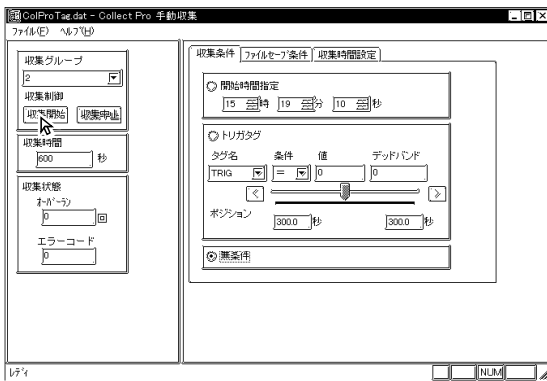 ColProTag.dat - Collect Pro 手動収集
ファイル(F) ヘルプ(H)
収集グループ
2
収集制御
収集開始 収集中止
収集時間
600 秒
収集状態
オーバーラン
0 回
エラーコード
0
収集条件 ファイルセーブ条件 収集時間設定
開始時間指定
15 時 19 分 10 秒
トリガタグ
タグ名 条件 値 デッドバンド
TRIG = 0 0
< >
ポジション 300.0 秒 300.0 秒
無条件
レディ NUM